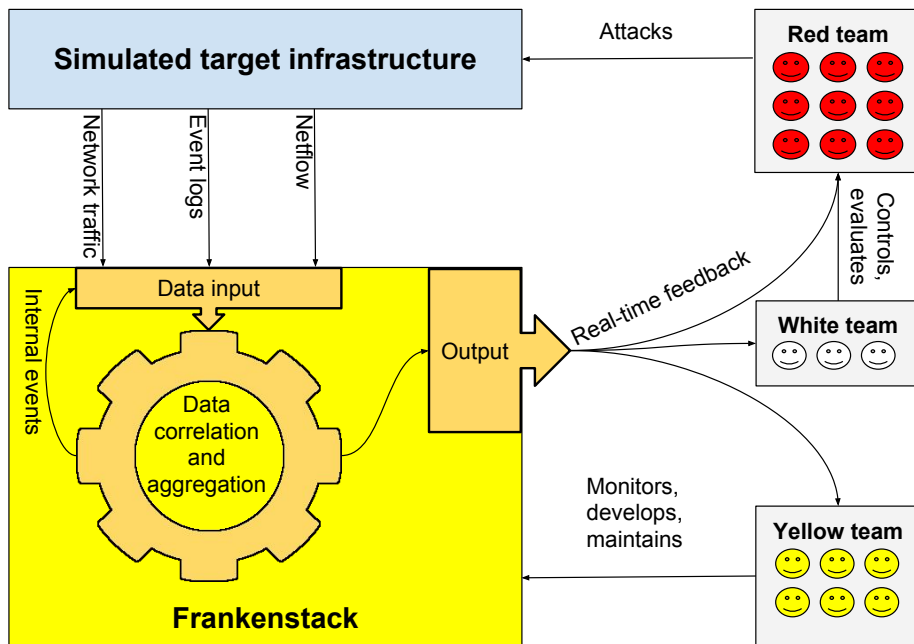 Simulated target infrastructure
Attacks
Red team
Network traffic
Event logs
Netflow
Controls,
evaluates
Data input
Internal events
Output
Real-time feedback
White team
Data
correlation
and
aggregation
Monitors,
develops,
maintains
Yellow team
Frankenstack